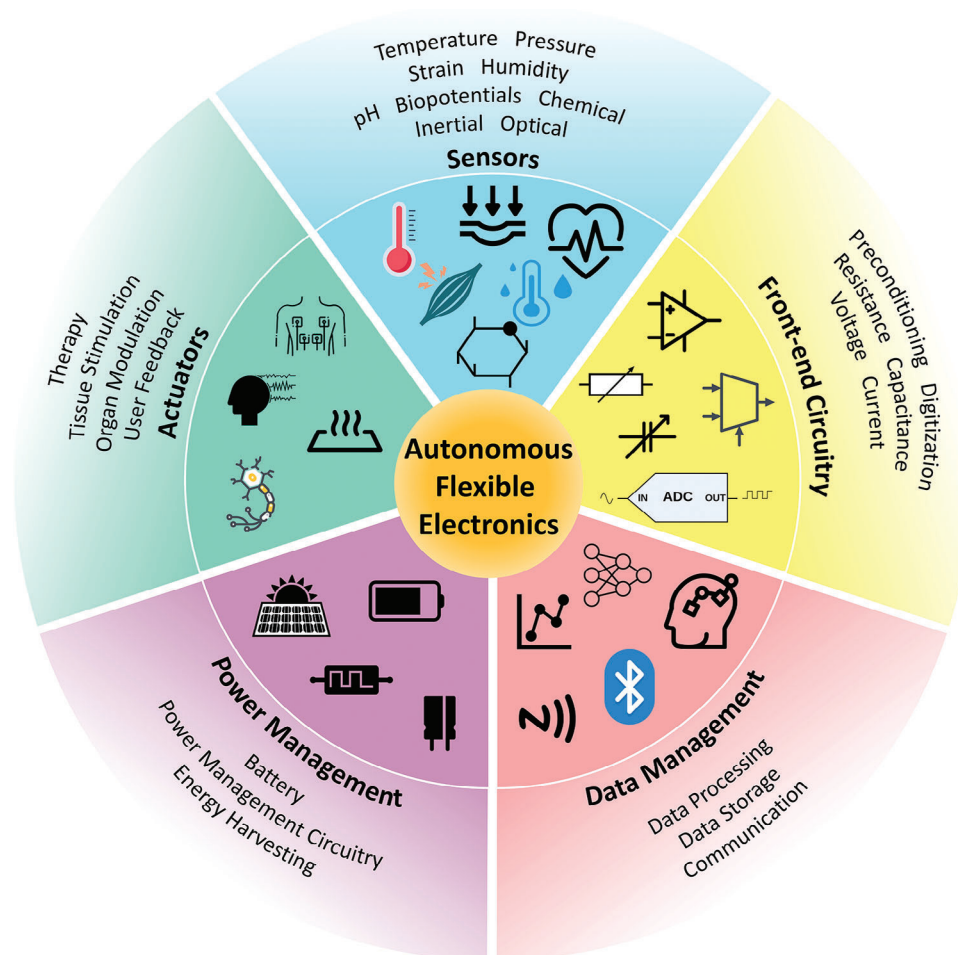 Temperature Pressure
Strain Humidity
pH Biopotentials Chemical
Inertial Optical
Sensors
Preconditioning Digitization
Resistance Capacitance
Voltage Current
Front-end Circuitry
IN ADC OUT
Therapy
Tissue Stimulation
Organ Modulation
User Feedback
Actuators
Autonomous
Flexible
Electronics
Power Management
Battery
Power Management Circuitry
Energy Harvesting
Data Management
Data Processing
Data Storage
Communication